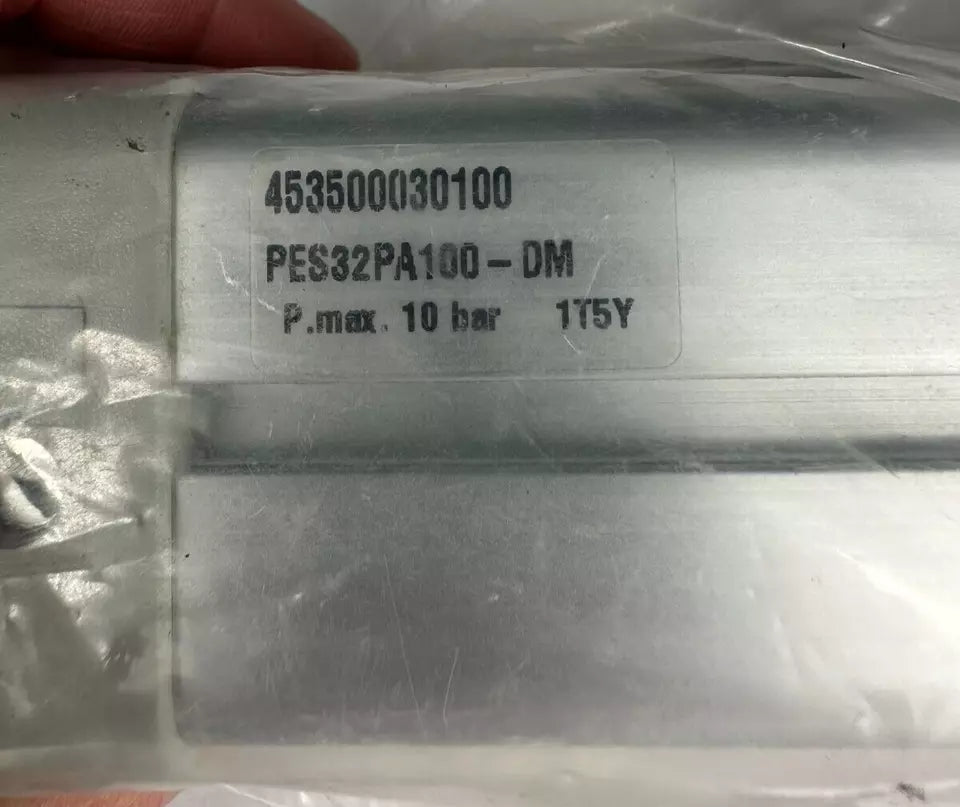 453500030100
PES32PA100-DM
P.max. 10 bar 1T5Y